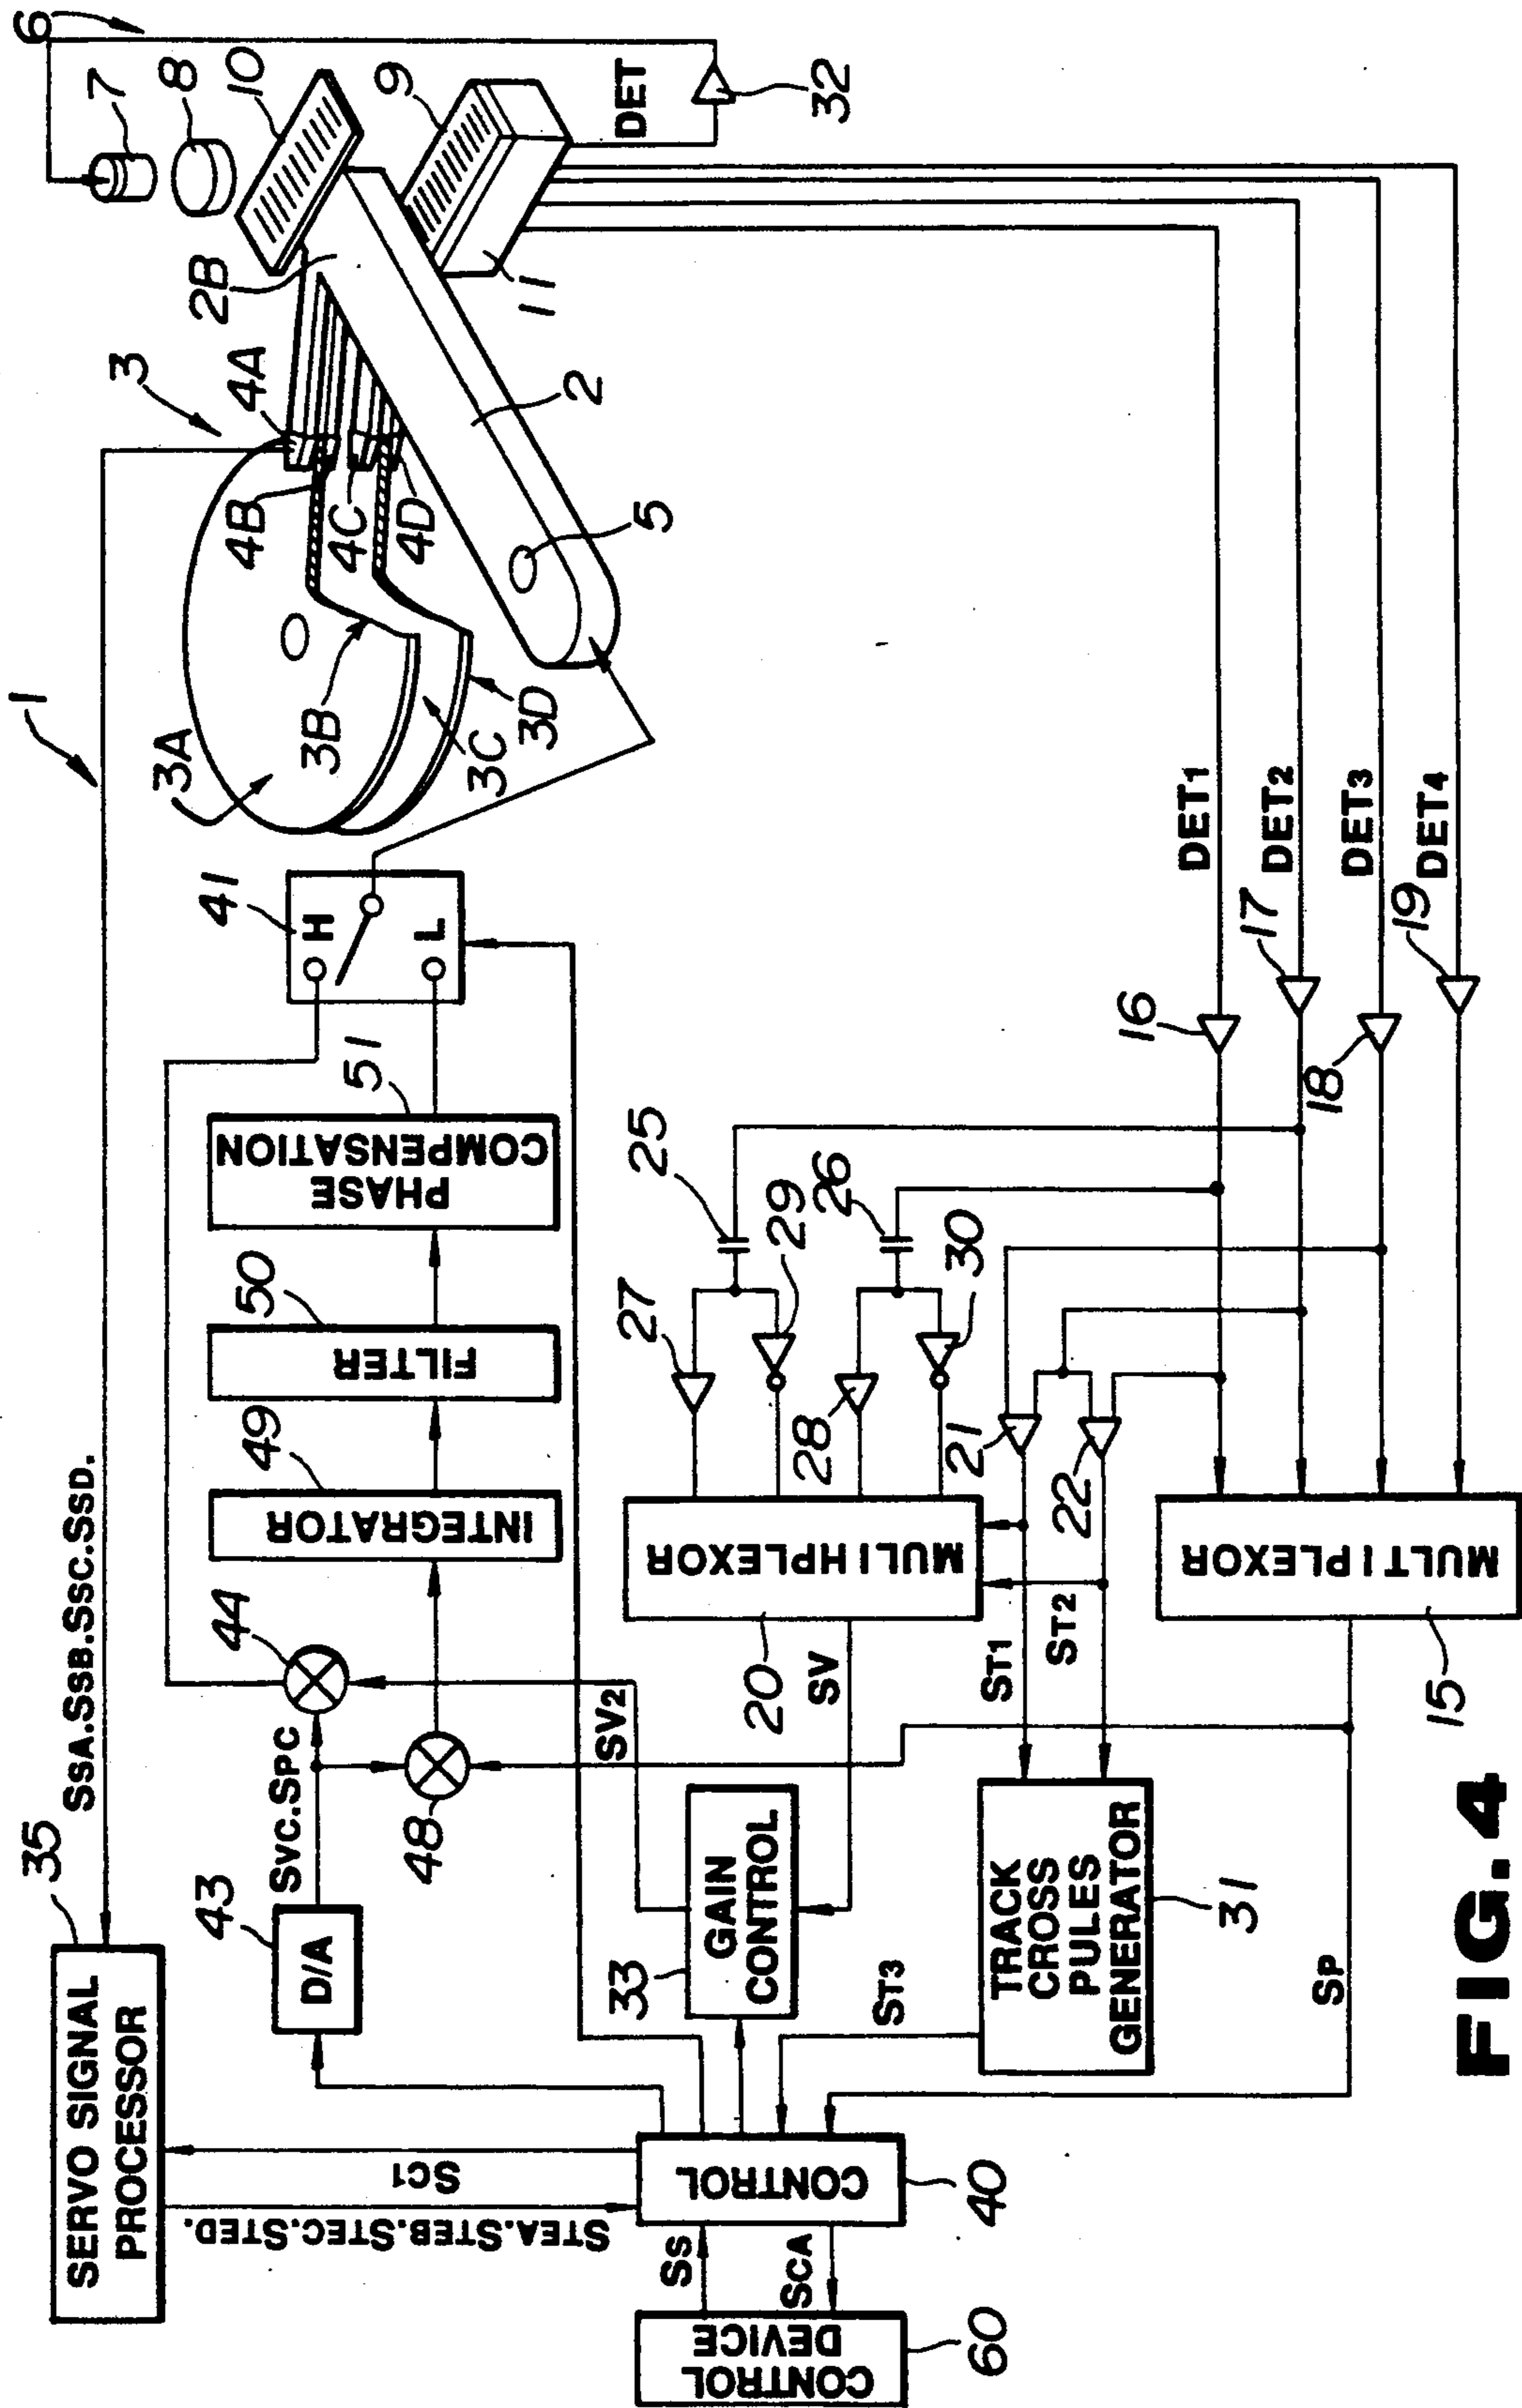 1
35
SERVO SIGNAL
PROCESSOR
SSA.SSB.SSC.SSD.
3
6
7
8
10
9
2B
11
DET
32
4A
4B
4C
4D
2
5
3A
3B
3C
3D
43
D/A
SVC.SPC
44
48
49
INTEGRATOR
50
FILTER
51
PHASE
COMPENSATION
41
H
L
SC1
STEA.STEB.STEC.STED.
CONTROL
40
SS
SCA
CONTROL
DEVICE
60
33
GAIN
CONTROL
SV2
SV
20
MULIHPLEXOR
27
28
25
29
26
30
21
22
ST1
ST2
ST3
TRACK
CROSS
PULES
GENERATOR
31
SP
MULTIPLEXOR
15
16
17
18
19
DET1
DET2
DET3
DET4
FIG.4